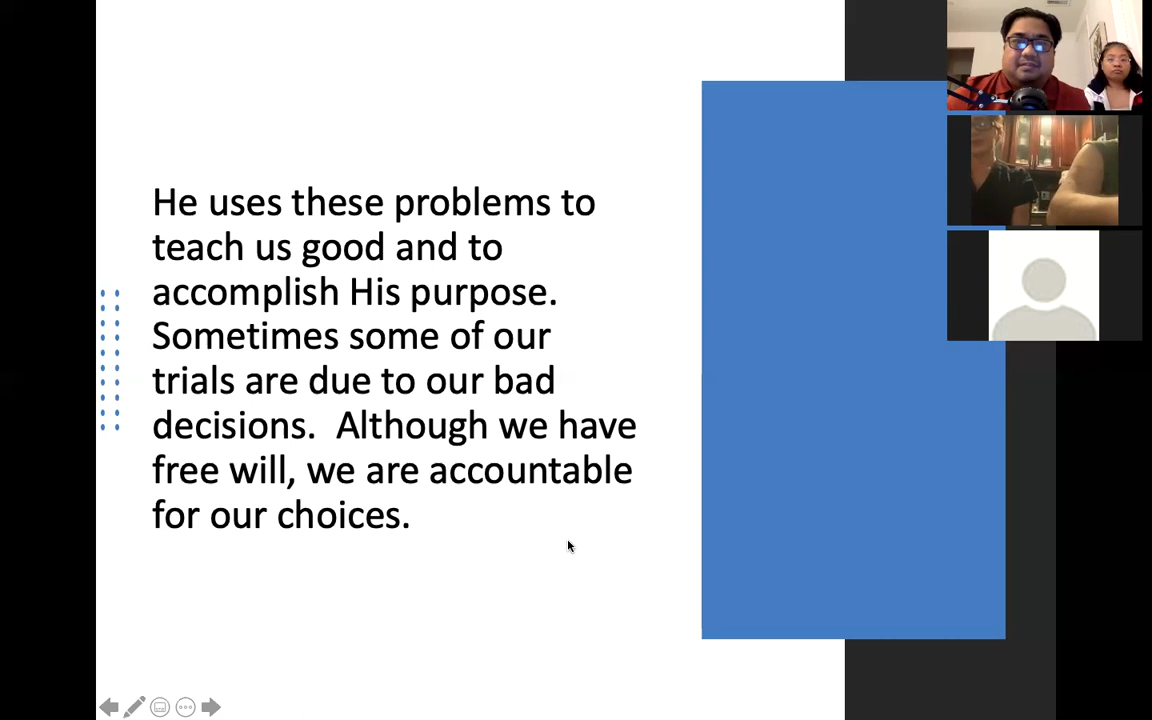 He uses these problems to
teach us good and to
accomplish His purpose.
Sometimes some of our
trials are due to our bad
decisions.  Although we have
free will, we are accountable
for our choices.